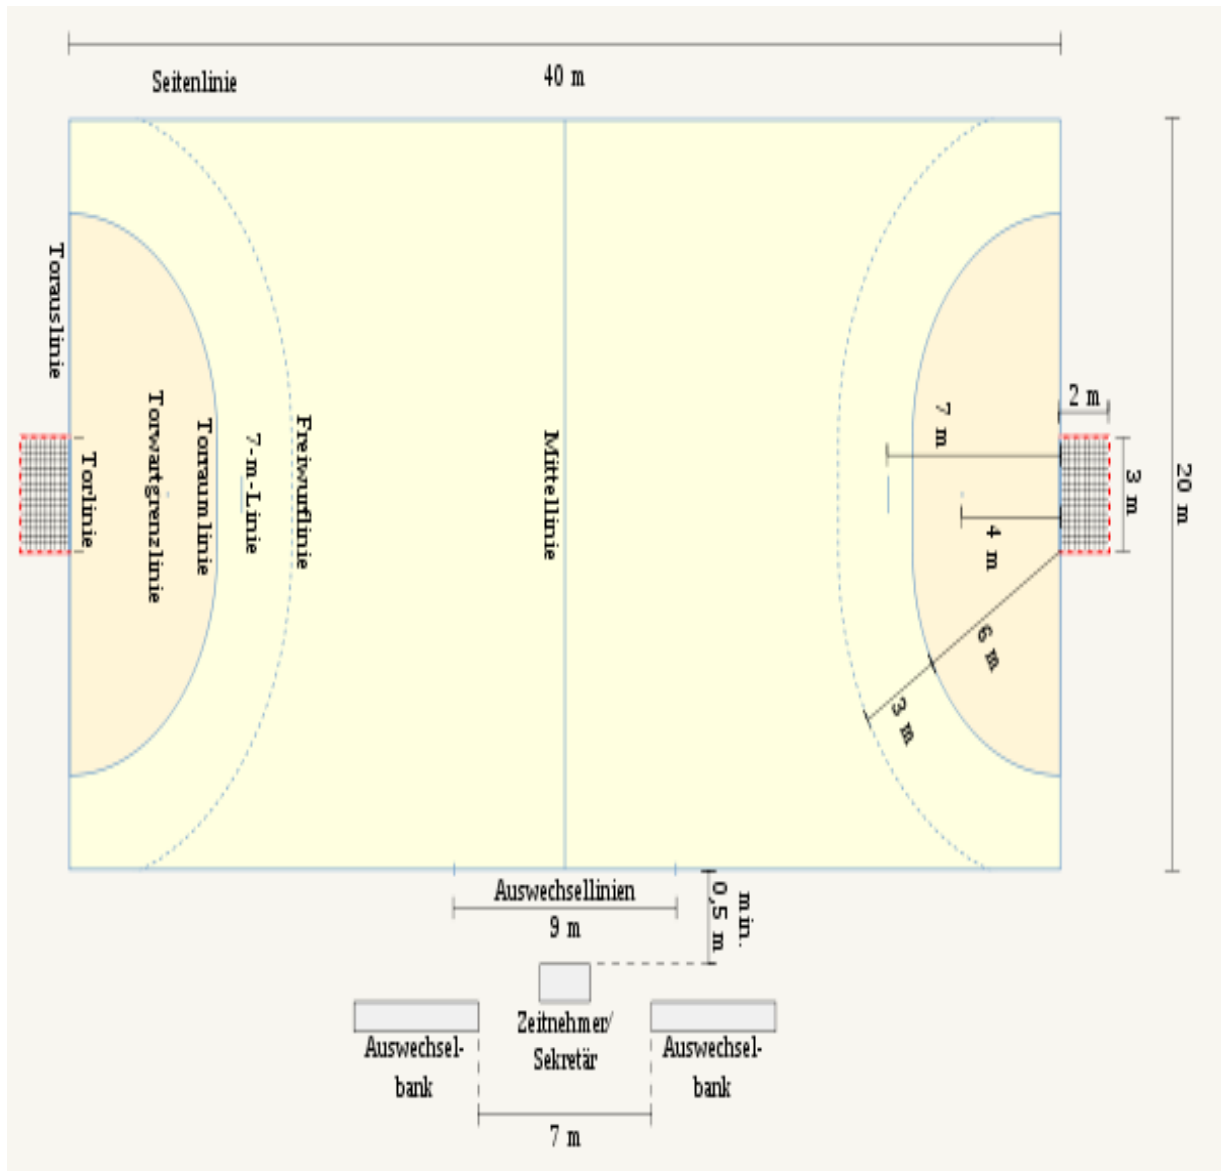 40 m
Seitenlinie
Torauslinie
Torwartgrenzlinie
Torraumlinie
Torlinie
7-m-Linie
Freiwurflinie
Mittellinie
7 m
2 m
3 m
20 m
4 m
6 m
3 m
Auswechsellinien
9 m
min.
0,5 m
Zeitnehmer/
Sekretär
Auswechsel-
bank
Auswechsel-
bank
7 m